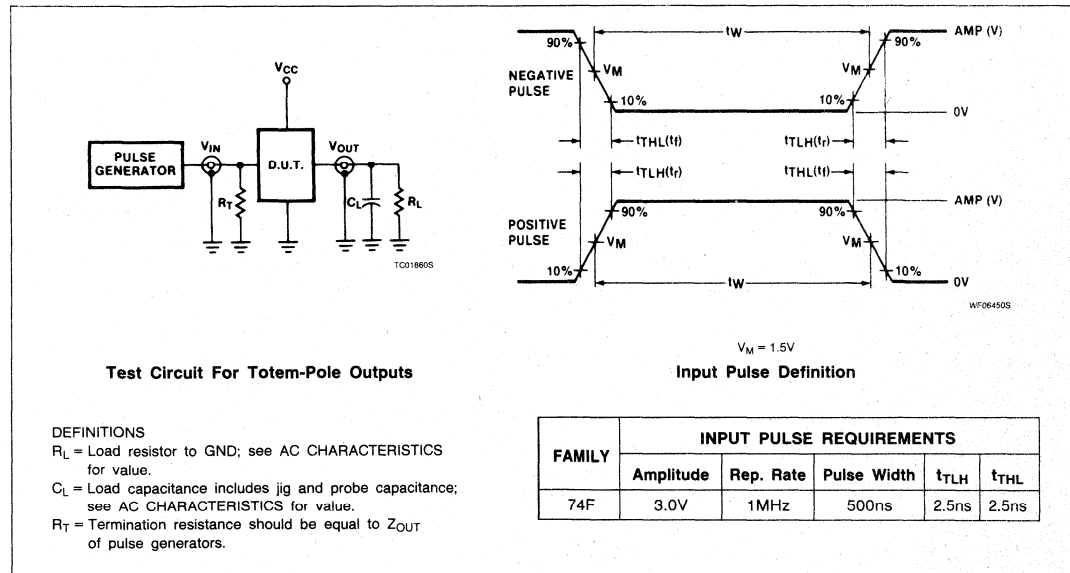 VCC
PULSE GENERATOR
VIN
RT
D.U.T.
VOUT
CL
RL
TC01860S
Test Circuit For Totem-Pole Outputs
DEFINITIONS
RL = Load resistor to GND; see AC CHARACTERISTICS
for value.
CL = Load capacitance includes jig and probe capacitance;
see AC CHARACTERISTICS for value.
RT = Termination resistance should be equal to ZOUT
of pulse generators.
90%
tW
90%
AMP (V)
NEGATIVE
PULSE
VM
VM
10%
10%
0V
tTHL(tf)
tTLH(tr)
tTLH(tr)
tTHL(tf)
AMP (V)
POSITIVE
PULSE
90%
90%
VM
VM
10%
10%
tW
0V
WF06450S
VM = 1.5V
Input Pulse Definition
FAMILY
INPUT PULSE REQUIREMENTS
Amplitude Rep. Rate Pulse Width tTLH tTHL
74F 3.0V 1MHz 500ns 2.5ns 2.5ns